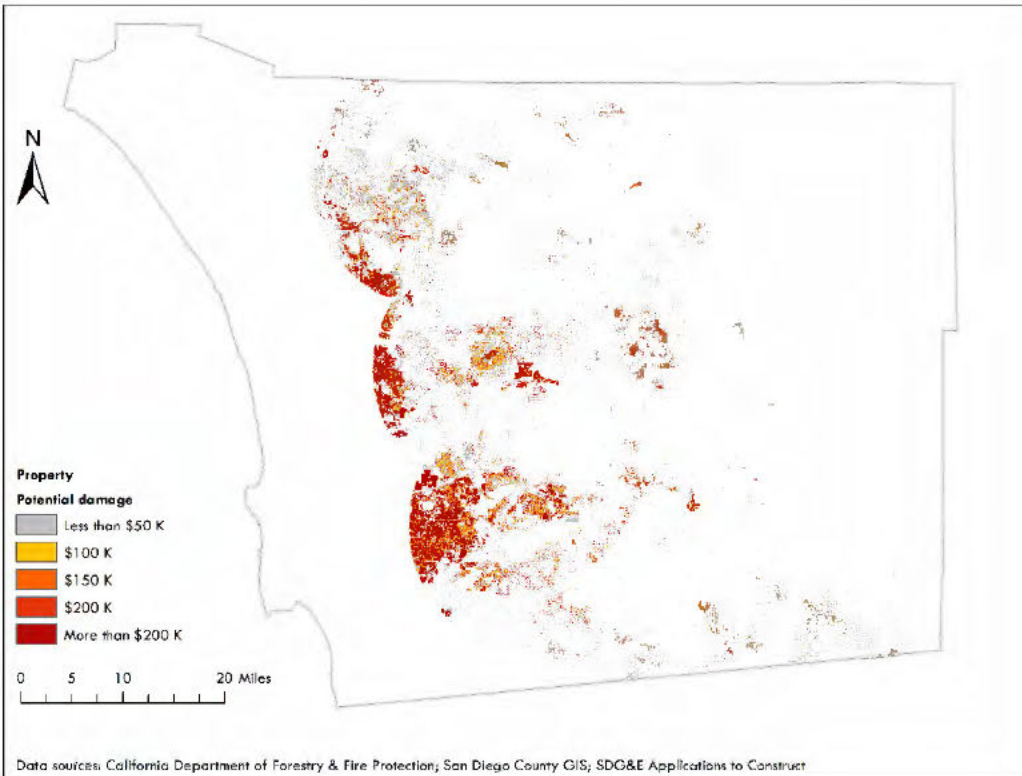 N
Property
Potential damage
Less than $50 K
$100 K
$150 K
$200 K
More than $200 K
0 5 10 20 Miles
Data sources: California Department of Forestry & Fire Protection; San Diego County GIS; SDG&E Applications to Construct